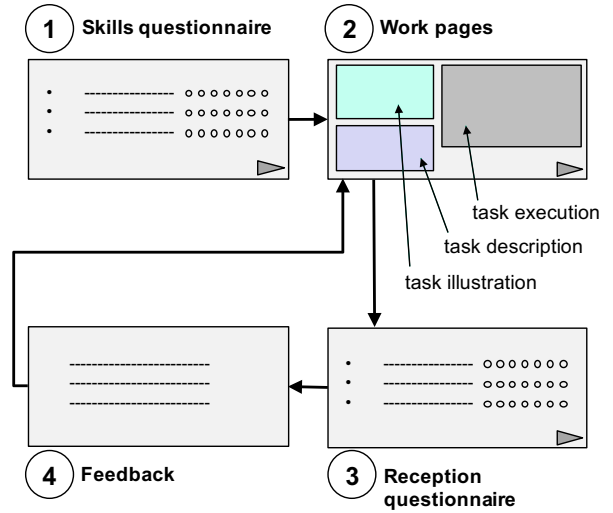 1 Skills questionnaire
2 Work pages
task execution
task description
task illustration
4 Feedback
3 Reception
questionnaire